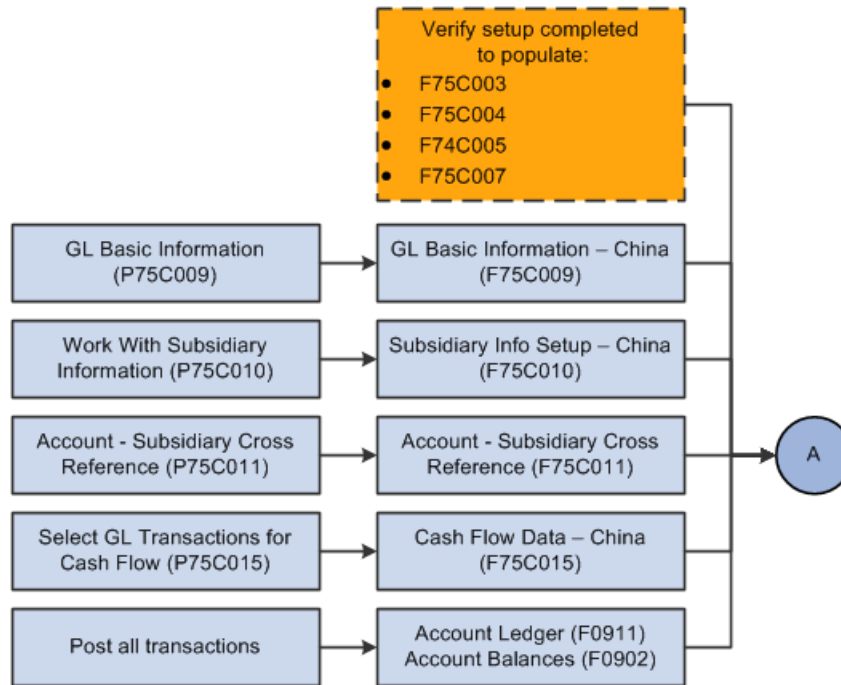 Verify setup completed
to populate:
• F75C003
• F75C004
• F74C005
• F75C007
GL Basic Information
(P75C009)
GL Basic Information – China
(F75C009)
Work With Subsidiary
Information (P75C010)
Subsidiary Info Setup – China
(F75C010)
Account - Subsidiary Cross
Reference (P75C011)
Account - Subsidiary Cross
Reference (F75C011)
A
Select GL Transactions for
Cash Flow (P75C015)
Cash Flow Data – China
(F75C015)
Post all transactions
Account Ledger (F0911)
Account Balances (F0902)